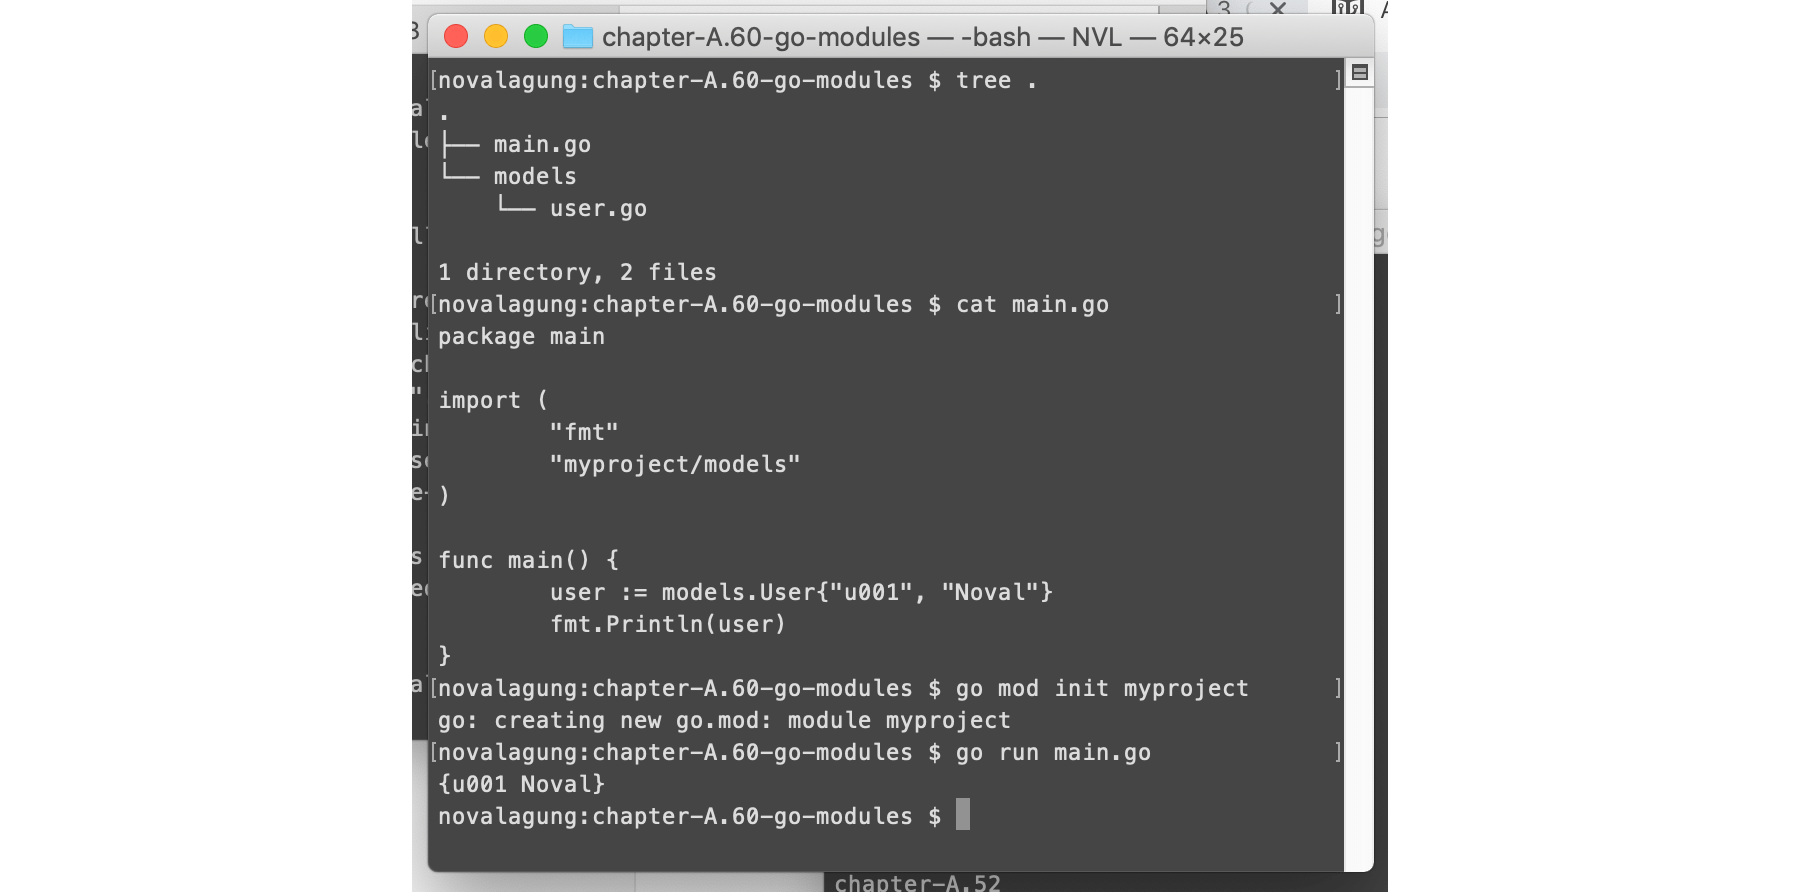 chapter-A.60-go-modules — -bash — NVL — 64×25
[novalagung:chapter-A.60-go-modules $ tree . ]
.
├── main.go
└── models
    └── user.go
1 directory, 2 files
[novalagung:chapter-A.60-go-modules $ cat main.go ]
package main
import (
        "fmt"
        "myproject/models"
)
func main() {
        user := models.User{"u001", "Noval"}
        fmt.Println(user)
}
[novalagung:chapter-A.60-go-modules $ go mod init myproject ]
go: creating new go.mod: module myproject
[novalagung:chapter-A.60-go-modules $ go run main.go ]
{u001 Noval}
novalagung:chapter-A.60-go-modules $
chapter-A.52